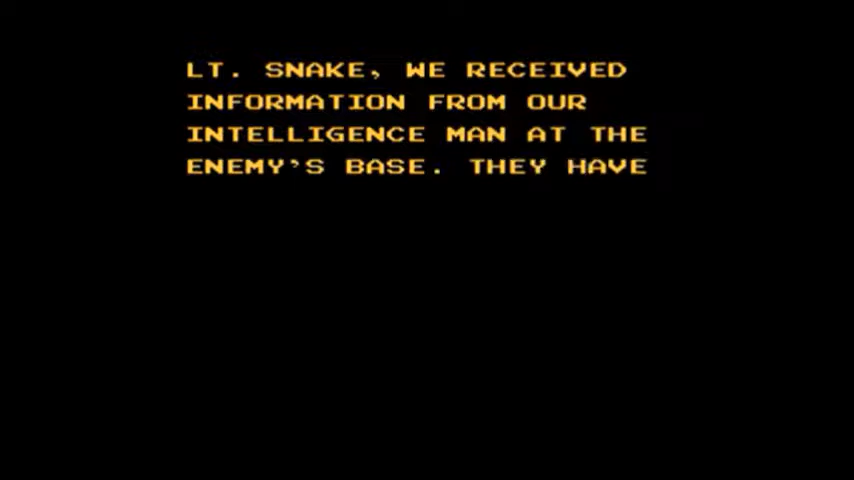 LT. SNAKE, WE RECEIVED
INFORMATION FROM OUR
INTELLIGENCE MAN AT THE
ENEMY'S BASE. THEY HAVE